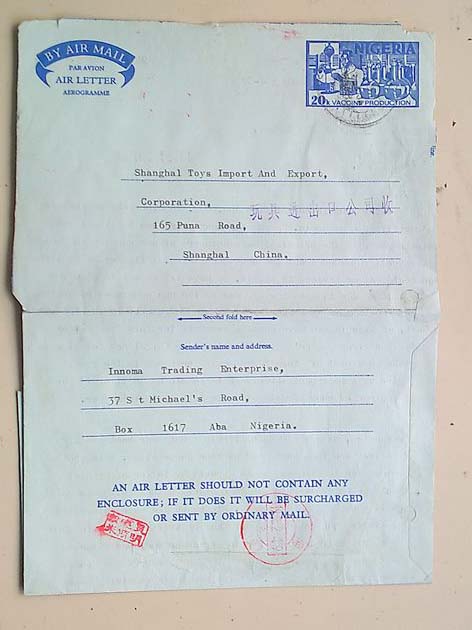 BY AIR MAIL
PAR AVION
AIR LETTER
AEROGRAMME
NIGERIA
20k VACCINE PRODUCTION
Shanghai Toys Import And Export,
Corporation,
玩具进出口公司收
165 Puna Road,
Shanghai China.
Second fold here
Sender's name and address.
Innoma Trading Enterprise,
37 S t Michael's Road,
Box 1617 Aba Nigeria.
AN AIR LETTER SHOULD NOT CONTAIN ANY
ENCLOSURE; IF IT DOES IT WILL BE SURCHARGED
OR SENT BY ORDINARY MAIL